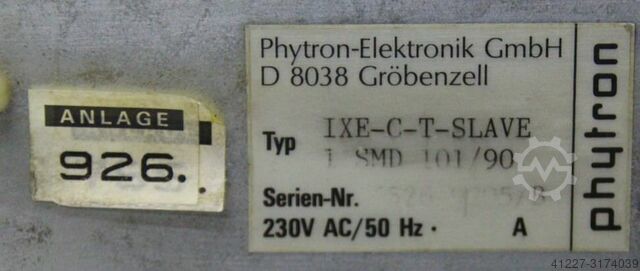 Phytron-Elektronik GmbH
D 8038 Gröbenzell
Typ IXE-C-T-SLAVE
1 SMD 101/90
Serien-Nr.
230V AC/50 Hz · A
phytron
ANLAGE
926.
41227-3174039